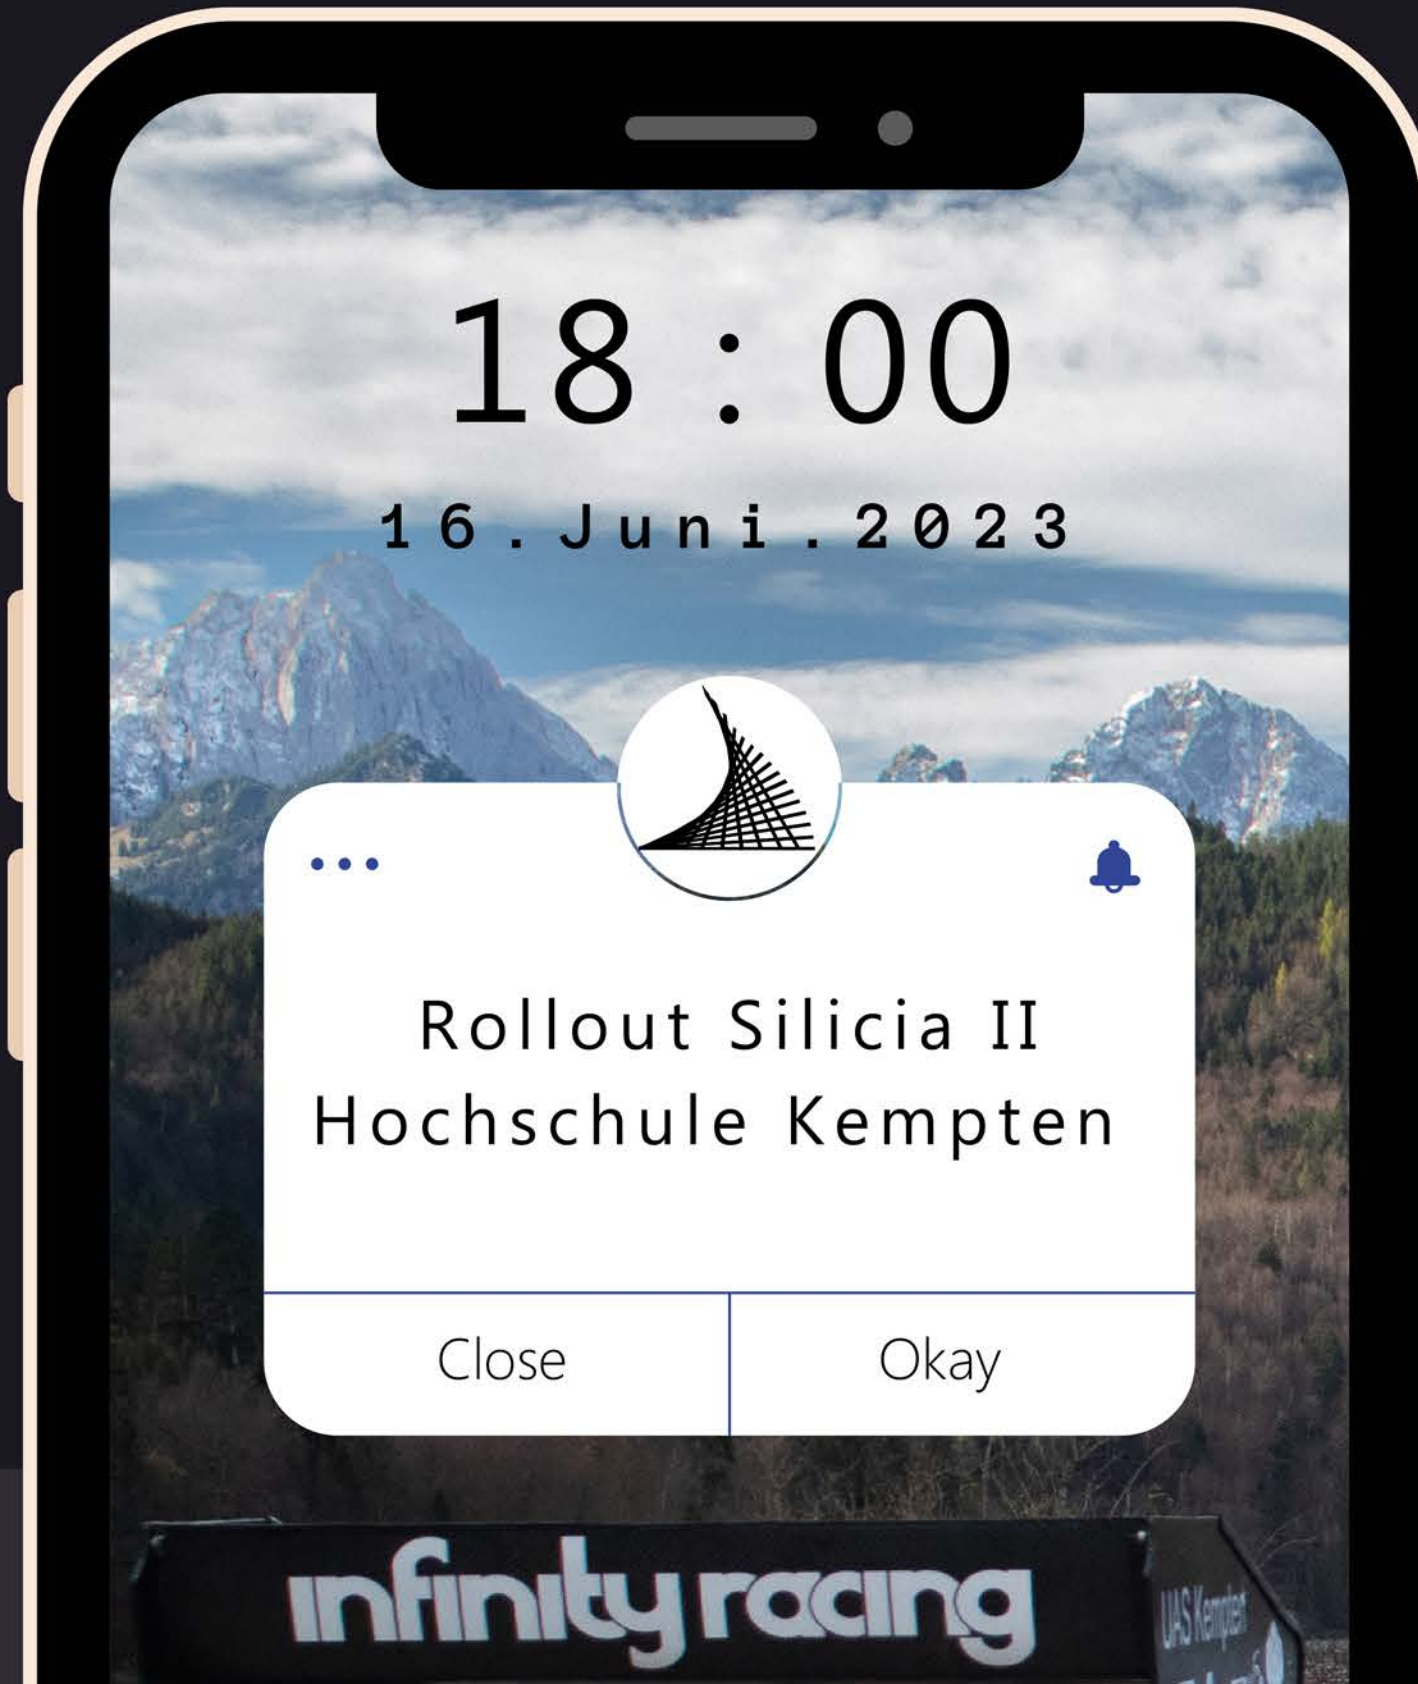 18 : 00
16.Juni.2023
Rollout Silicia II
Hochschule Kempten
Close
Okay
infinity racing
UAS Kempten